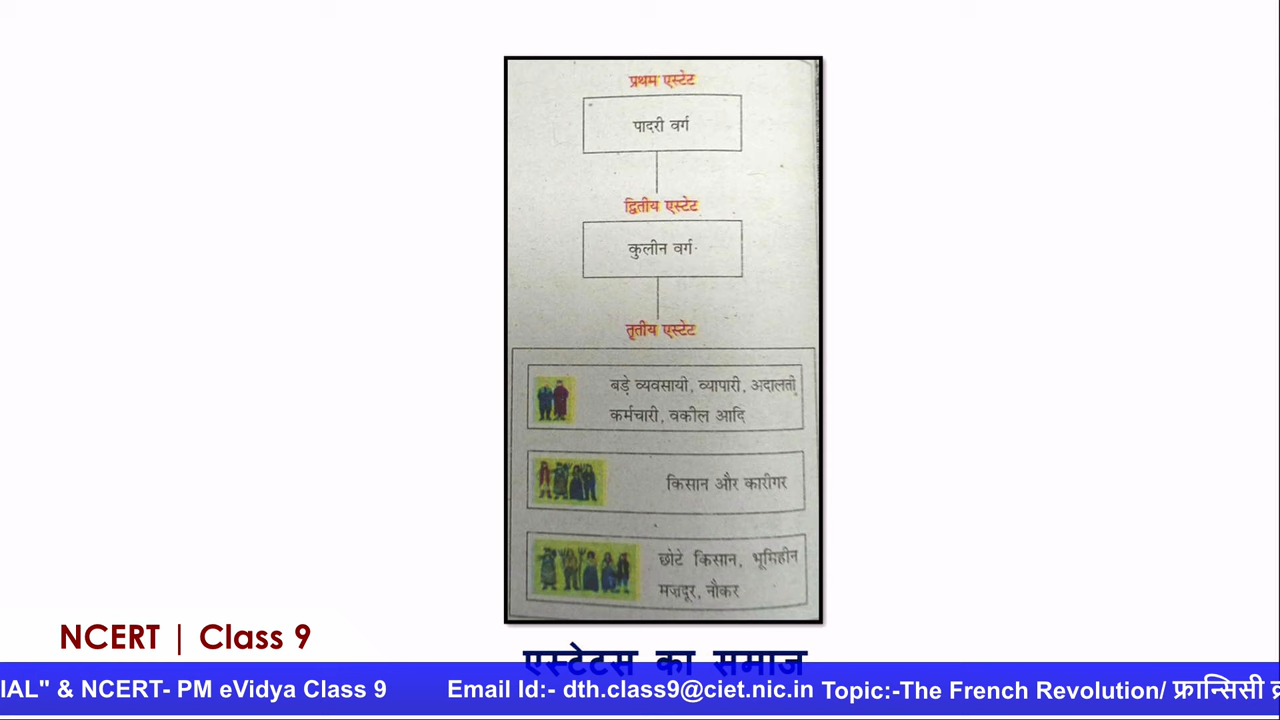 प्रथम एस्टेट
पादरी वर्ग
द्वितीय एस्टेट
कुलीन वर्ग
तृतीय एस्टेट
बड़े व्यवसायी, व्यापारी, अदालती
कर्मचारी, वकील आदि
किसान और कारीगर
छोटे किसान, भूमिहीन
मज़दूर, नौकर
NCERT | Class 9
एस्टेटस का समाज
IAL" & NCERT- PM eVidya Class 9 Email Id:- dth.class9@ciet.nic.in Topic:-The French Revolution/ फ्रान्सिसी